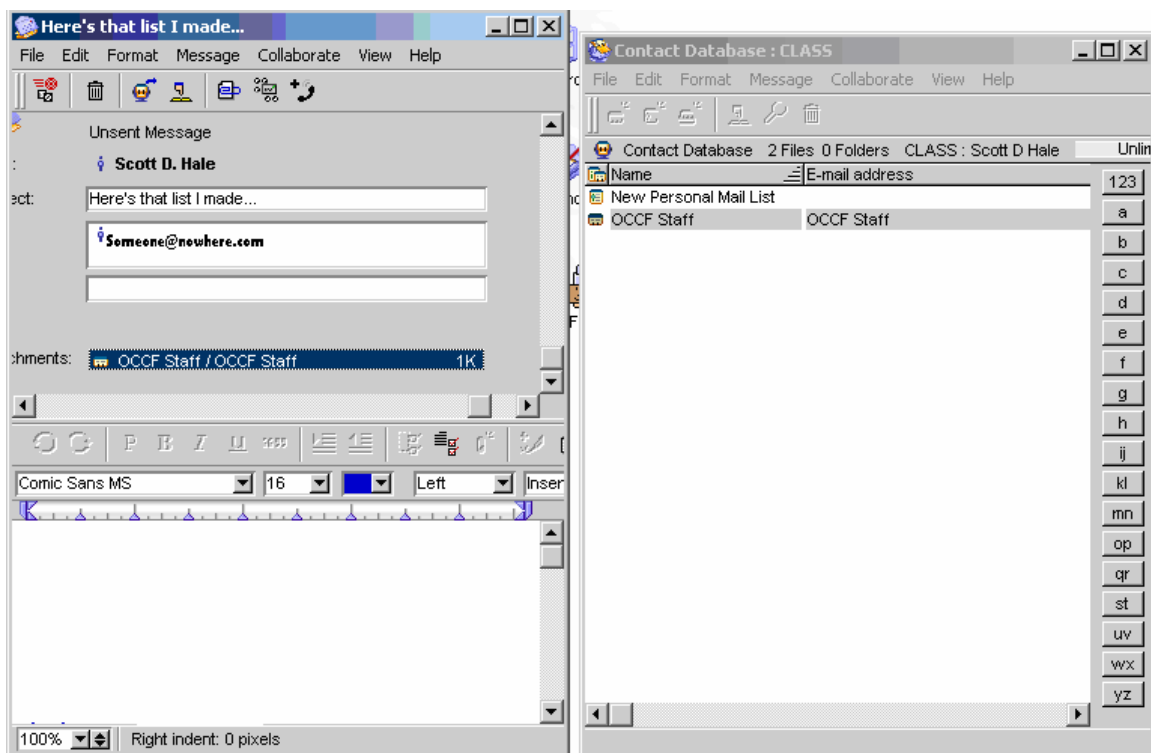 Here's that list I made...
File Edit Format Message Collaborate View Help
Unsent Message
: Scott D. Hale
ect: Here's that list I made...
Someone@nowhere.com
chments: OCCF Staff / OCCF Staff 1K
P B I U
Comic Sans MS 16 Left Inser
100% Right indent: 0 pixels
Contact Database : CLASS
File Edit Format Message Collaborate View Help
Contact Database 2 Files 0 Folders CLASS : Scott D Hale Unlin
Name E-mail address
New Personal Mail List
OCCF Staff OCCF Staff
123
a
b
c
d
e
f
g
h
ij
kl
mn
op
qr
st
uv
wx
yz